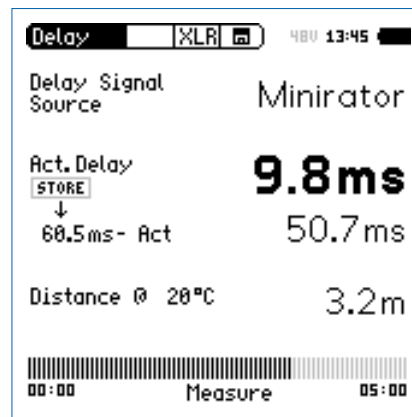 Delay XLR 48V 13:45
Delay Signal
Source
Minirator
Act. Delay
9.8ms
STORE
60.5ms- Act
50.7ms
Distance @ 20°C
3.2m
00:00 Measure 05:00